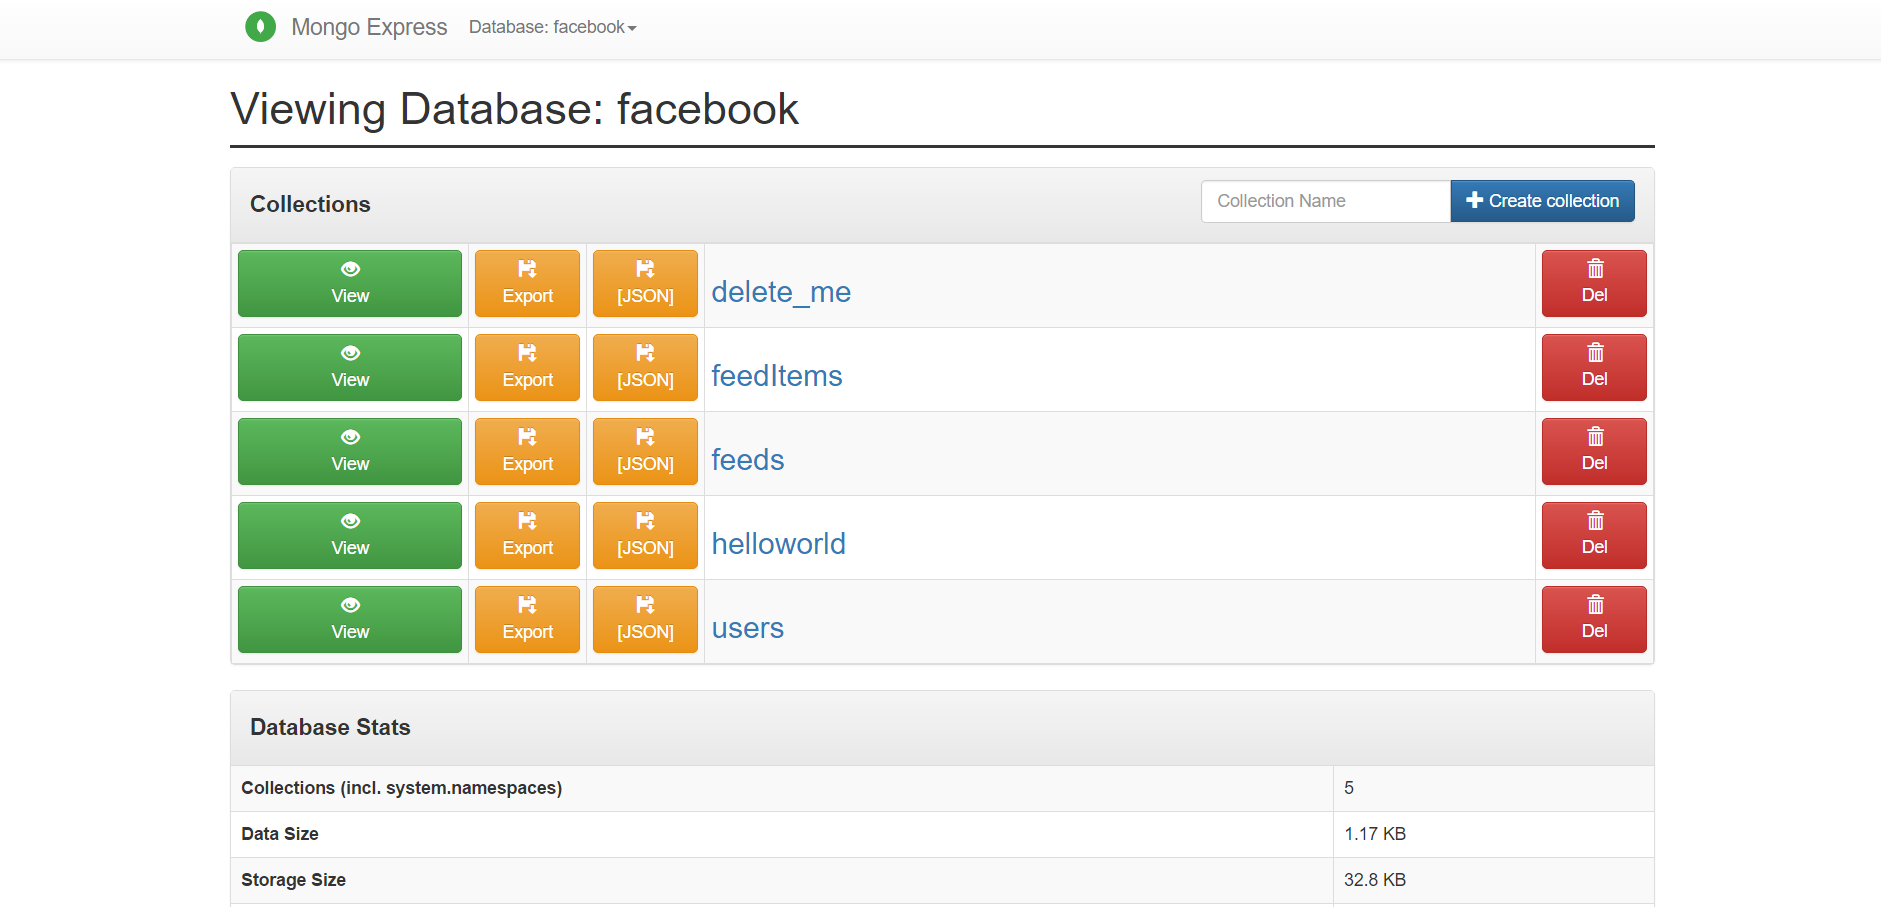 Mongo Express Database: facebook
Viewing Database: facebook
Collections
Collection Name
Create collection
View Export [JSON] delete_me Del
View Export [JSON] feedItems Del
View Export [JSON] feeds Del
View Export [JSON] helloworld Del
View Export [JSON] users Del
Database Stats
Collections (incl. system.namespaces) 5
Data Size 1.17 KB
Storage Size 32.8 KB